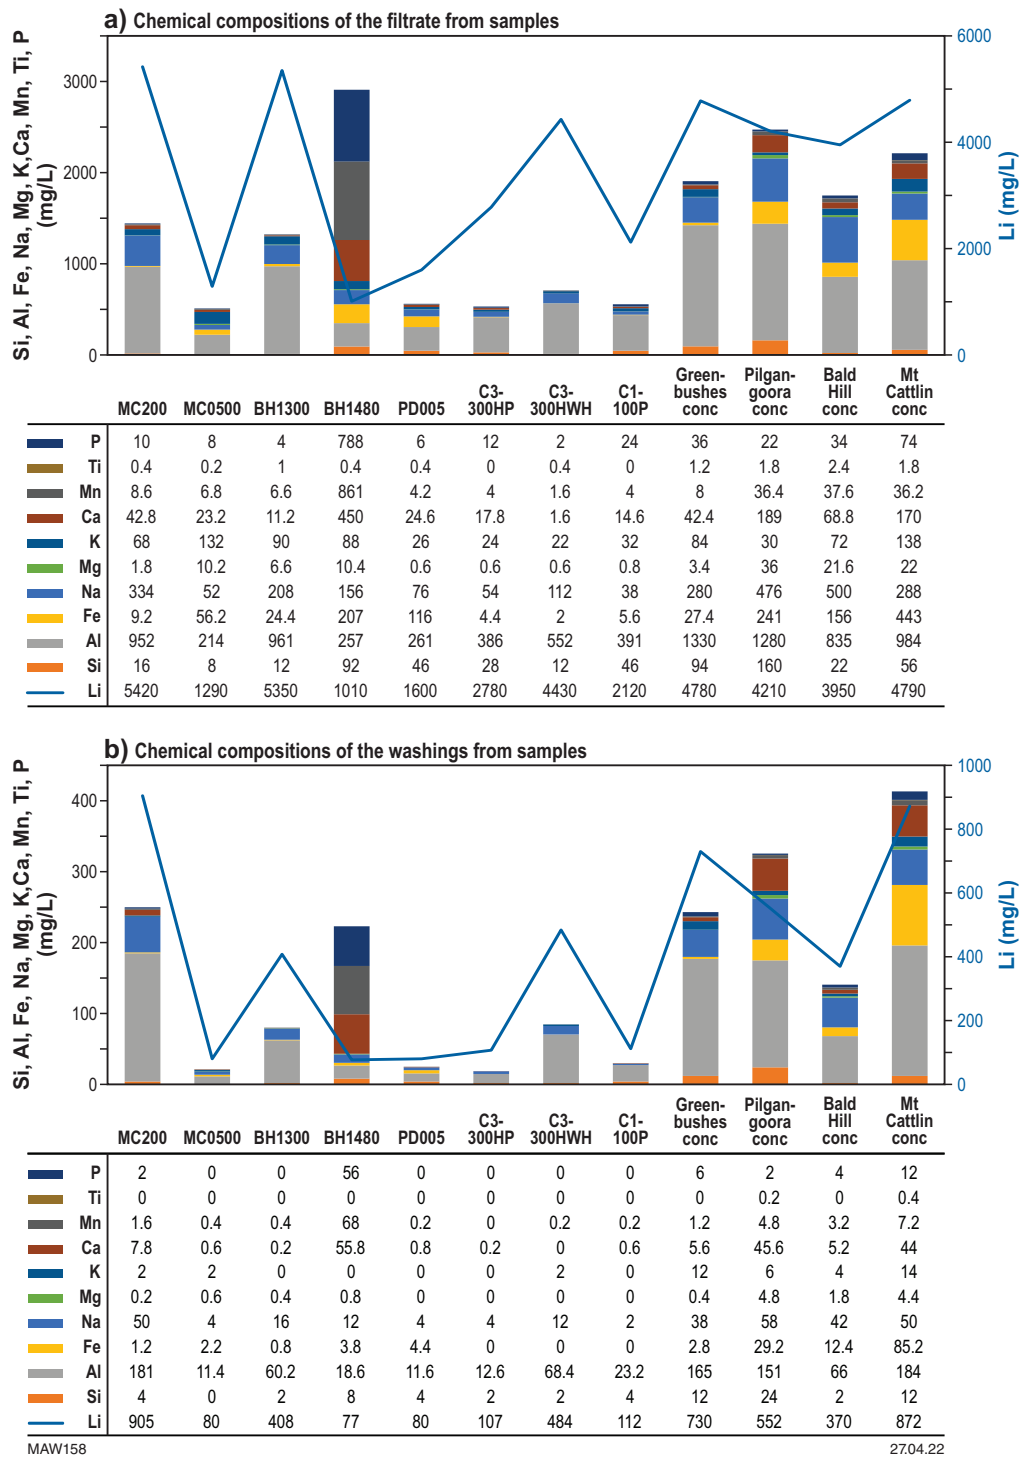 a) Chemical compositions of the filtrate from samples
Si, Al, Fe, Na, Mg, K,Ca, Mn, Ti, P
(mg/L)
3000
2000
1000
0
6000
4000
2000
0
Li (mg/L)
MC200 MC0500 BH1300 BH1480 PD005 C3-300HP C3-300HWH C1-100P Green-bushes conc Pilgan-goora conc Bald Hill conc Mt Cattlin conc
P 10 8 4 788 6 12 2 24 36 22 34 74
Ti 0.4 0.2 1 0.4 0.4 0 0.4 0 1.2 1.8 2.4 1.8
Mn 8.6 6.8 6.6 861 4.2 4 1.6 4 8 36.4 37.6 36.2
Ca 42.8 23.2 11.2 450 24.6 17.8 1.6 14.6 42.4 189 68.8 170
K 68 132 90 88 26 24 22 32 84 30 72 138
Mg 1.8 10.2 6.6 10.4 0.6 0.6 0.6 0.8 3.4 36 21.6 22
Na 334 52 208 156 76 54 112 38 280 476 500 288
Fe 9.2 56.2 24.4 207 116 4.4 2 5.6 27.4 241 156 443
Al 952 214 961 257 261 386 552 391 1330 1280 835 984
Si 16 8 12 92 46 28 12 46 94 160 22 56
Li 5420 1290 5350 1010 1600 2780 4430 2120 4780 4210 3950 4790
b) Chemical compositions of the washings from samples
Si, Al, Fe, Na, Mg, K,Ca, Mn, Ti, P
(mg/L)
400
300
200
100
0
1000
800
600
400
200
0
Li (mg/L)
MC200 MC0500 BH1300 BH1480 PD005 C3-300HP C3-300HWH C1-100P Green-bushes conc Pilgan-goora conc Bald Hill conc Mt Cattlin conc
P 2 0 0 56 0 0 0 0 6 2 4 12
Ti 0 0 0 0 0 0 0 0 0 0.2 0 0.4
Mn 1.6 0.4 0.4 68 0.2 0 0.2 0.2 1.2 4.8 3.2 7.2
Ca 7.8 0.6 0.2 55.8 0.8 0.2 0 0.6 5.6 45.6 5.2 44
K 2 2 0 0 0 0 2 0 12 6 4 14
Mg 0.2 0.6 0.4 0.8 0 0 0 0 0.4 4.8 1.8 4.4
Na 50 4 16 12 4 4 12 2 38 58 42 50
Fe 1.2 2.2 0.8 3.8 4.4 0 0 0 2.8 29.2 12.4 85.2
Al 181 11.4 60.2 18.6 11.6 12.6 68.4 23.2 165 151 66 184
Si 4 0 2 8 4 2 2 4 12 24 2 12
Li 905 80 408 77 80 107 484 112 730 552 370 872
MAW158
27.04.22